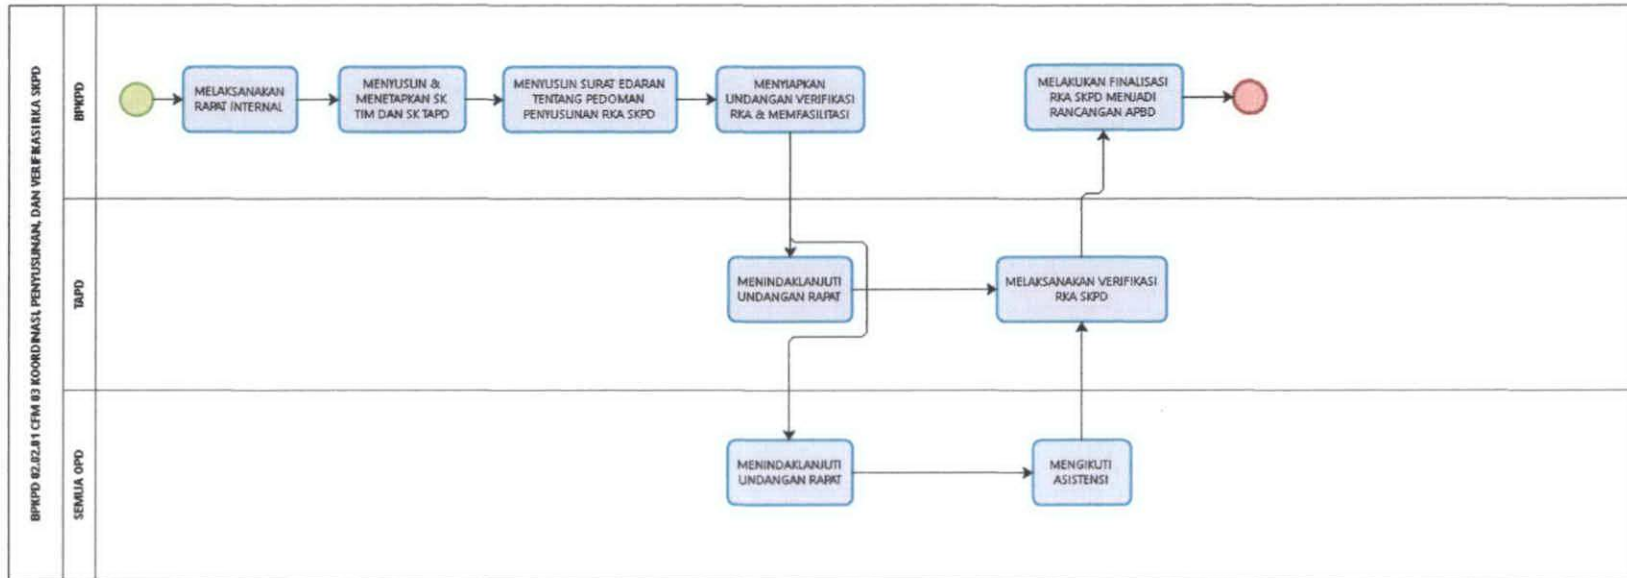 BPKPD 02.02.01 CFM 03 KOORDINASI, PENYUSUNAN, DAN VERIFIKASI RKA SKPD
BPKPD
MELAKSANAKAN
RAPAT INTERNAL
MENYUSUN &
MENETAPKAN SK
TIM DAN SK TAPD
MENYUSUN SURAT EDARAN
TENTANG PEDOMAN
PENYUSUNAN RKA SKPD
MENYIAPKAN
UNDANGAN VERIFIKASI
RKA & MEMFASILITASI
MELAKUKAN FINALISASI
RKA SKPD MENJADI
RANCANGAN APBD
TAPD
MENINDAKLANJUTI
UNDANGAN RAPAT
MELAKSANAKAN VERIFIKASI
RKA SKPD
SEMUA OPD
MENINDAKLANJUTI
UNDANGAN RAPAT
MENGIKUTI
ASISTENSI